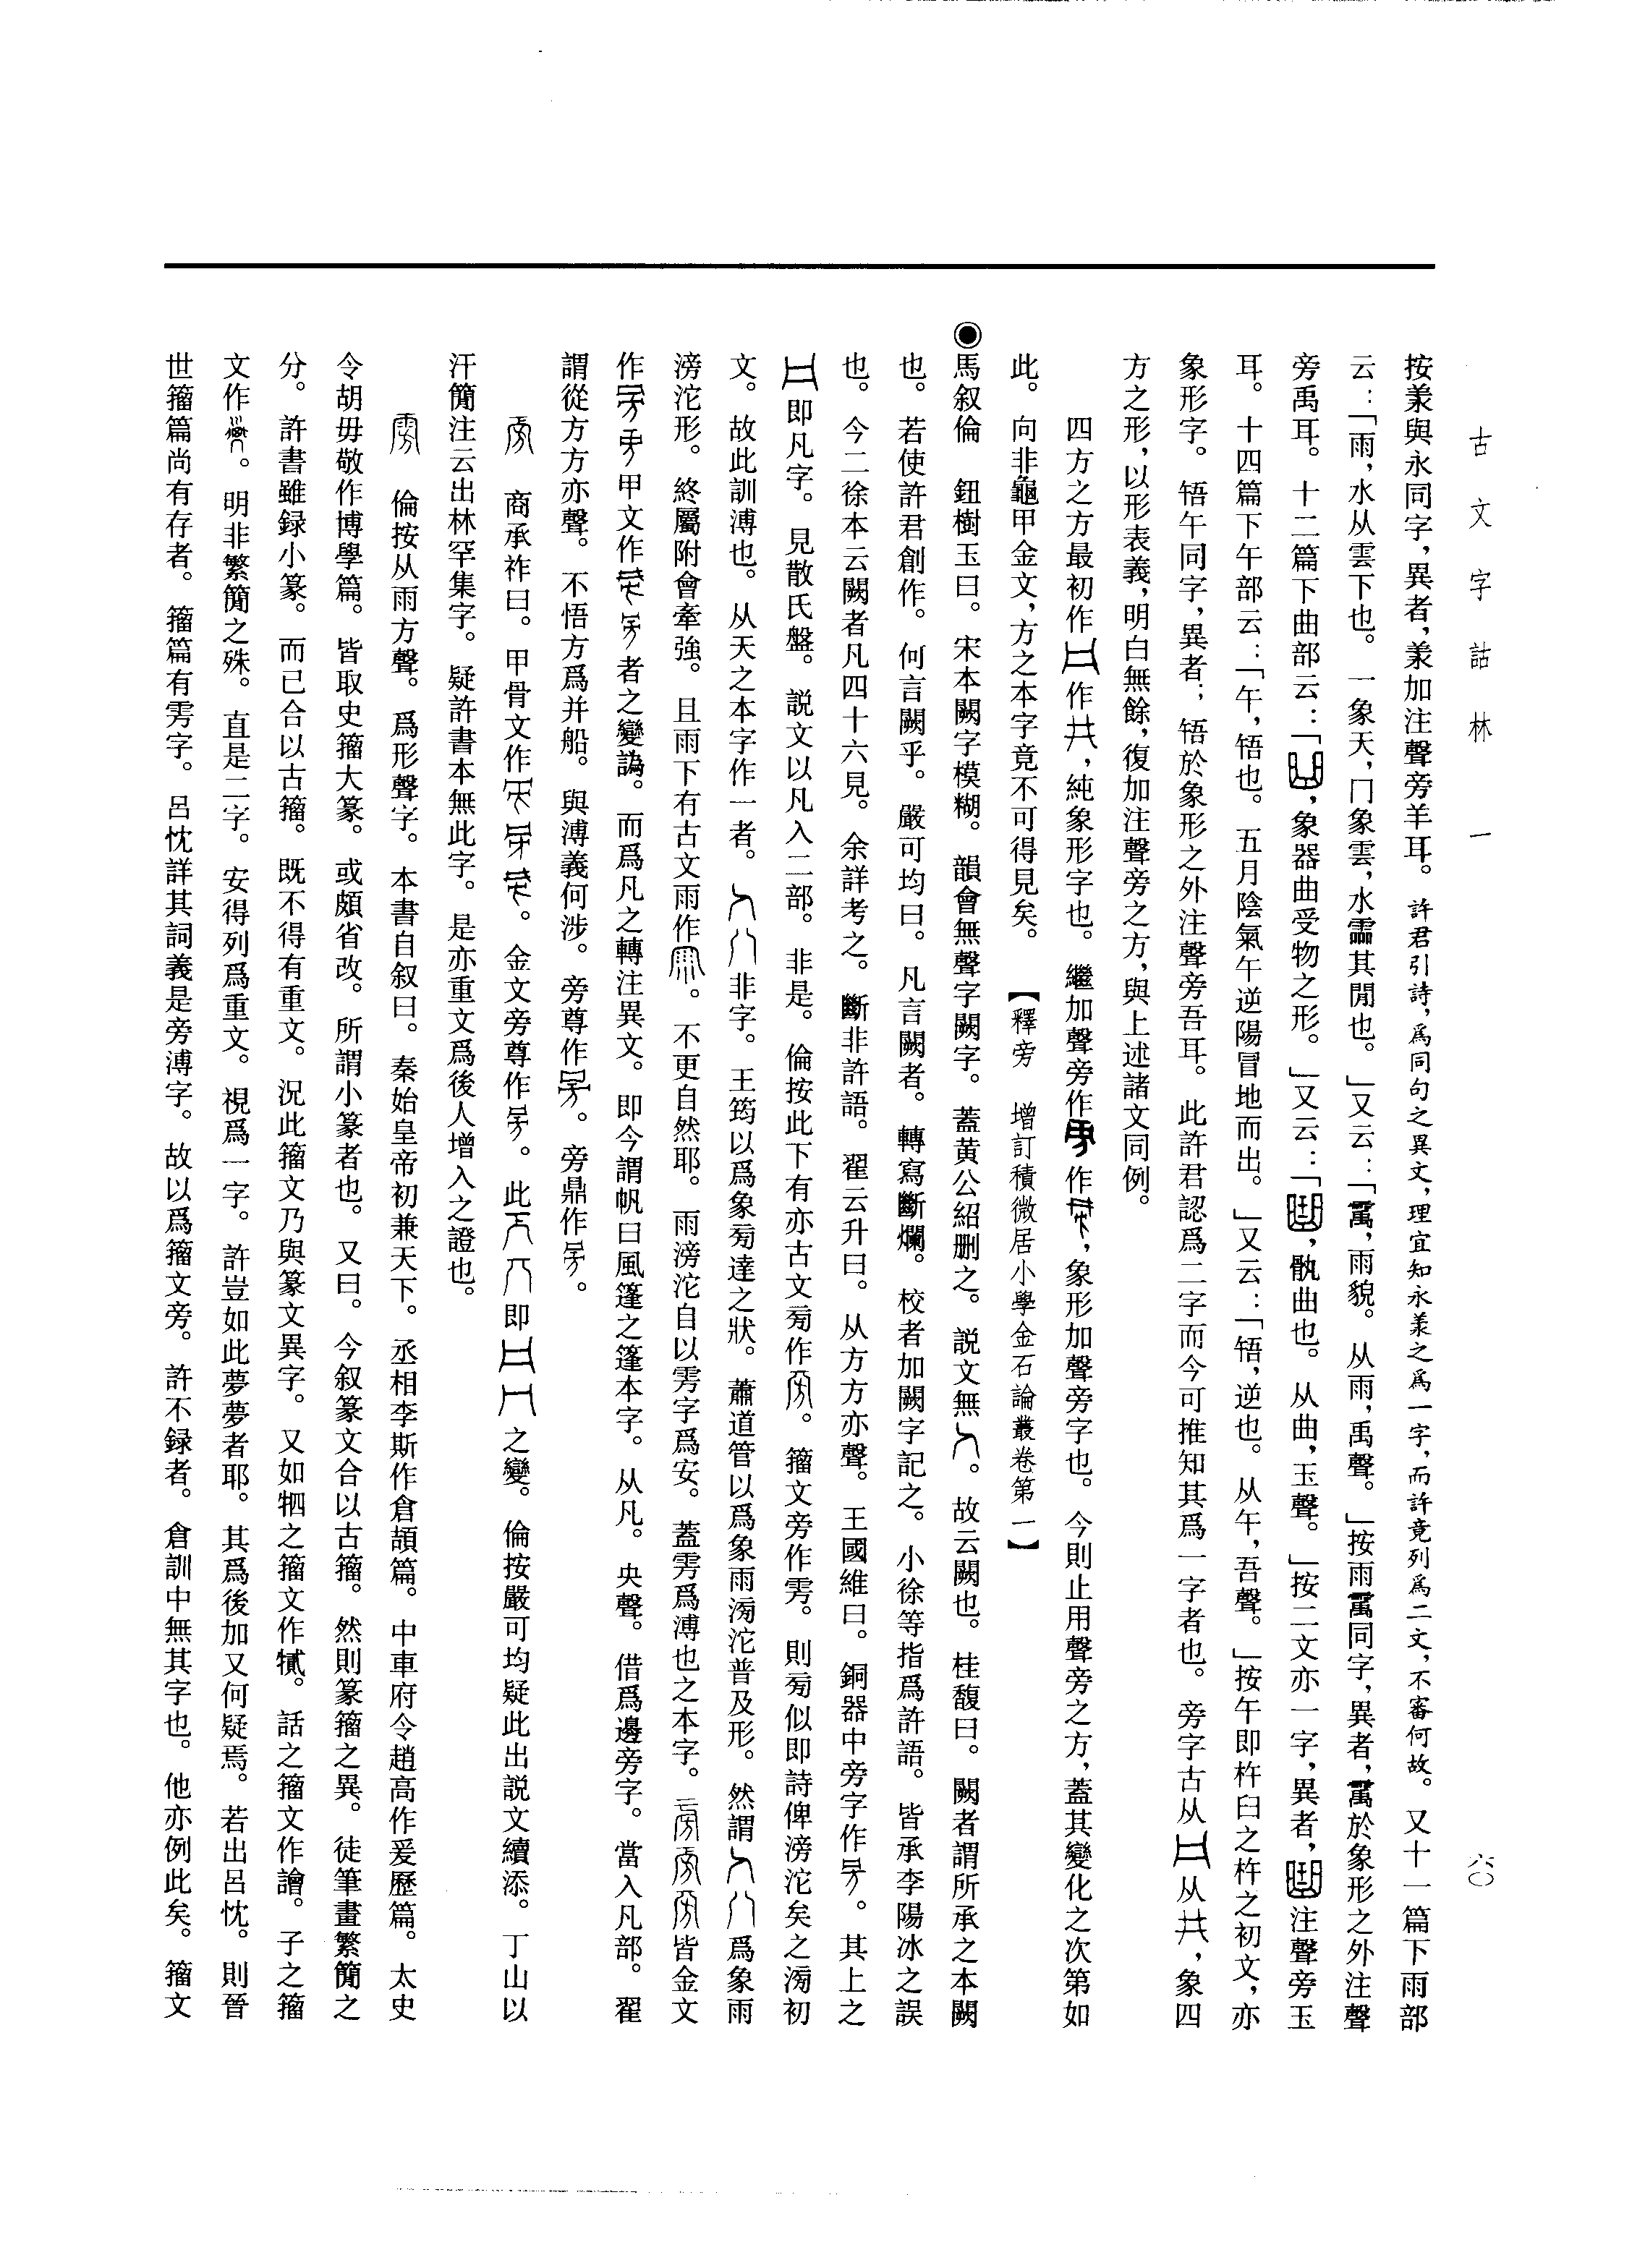 古文字詁林 一
六〇
按羕與永同字，異者，羕加注聲旁羊耳。許君引詩，爲同句之異文，理宜知永羕之爲一字，而許竟列爲二文，不審何故。又十一篇下雨部
云：「雨，水从雲下也。一象天，冂象雲，水霝其閒也。」又云：「䨞，雨貌。从雨，禹聲。」按雨䨞同字，異者，䨞於象形之外注聲
旁禹耳。十二篇下曲部云：「，象器曲受物之形。」又云：「，骫曲也。从曲，玉聲。」按二文亦一字，異者，注聲旁玉
耳。十四篇下午部云：「午，啎也。五月陰氣午逆陽冒地而出。」又云：「啎，逆也。从午，吾聲。」按午即杵臼之杵之初文，亦
象形字。啎午同字，異者；啎於象形之外注聲旁吾耳。此許君認爲二字而今可推知其爲一字者也。旁字古从从，象四
方之形，以形表義，明白無餘，復加注聲旁之方，與上述諸文同例。
四方之方最初作作，純象形字也。繼加聲旁作作，象形加聲旁字也。今則止用聲旁之方，蓋其變化之次第如
此。向非龜甲金文，方之本字竟不可得見矣。【釋旁 增訂積微居小學金石論叢卷第一】
◉馬叙倫 鈕樹玉曰。宋本闕字模糊。韻會無聲字闕字。蓋黄公紹删之。説文無。故云闕也。桂馥曰。闕者謂所承之本闕
也。若使許君創作。何言闕乎。嚴可均曰。凡言闕者。轉寫斷爛。校者加闕字記之。小徐等指爲許語。皆承李陽冰之誤
也。今二徐本云闕者凡四十六見。余詳考之。斷非許語。翟云升曰。从方方亦聲。王國維曰。銅器中旁字作。其上之
即凡字。見散氏盤。説文以凡入二部。非是。倫按此下有亦古文㫄作。籀文旁作雱。則㫄似即詩俾滂沱矣之滂初
文。故此訓溥也。从天之本字作一者。非字。王筠以爲象㫄達之狀。蕭道管以爲象雨滂沱普及形。然謂爲象雨
滂沱形。終屬附會牽強。且雨下有古文雨作。不更自然耶。雨滂沱自以雱字爲安。蓋雱爲溥也之本字。皆金文
作甲文作者之變譌。而爲凡之轉注異文。即今謂帆曰風篷之篷本字。从凡。央聲。借爲邊旁字。當入凡部。翟
謂從方方亦聲。不悟方爲并船。與溥義何涉。旁尊作。旁鼎作。
商承祚曰。甲骨文作。金文旁尊作。此即之變。倫按嚴可均疑此出説文續添。丁山以
汗簡注云出林罕集字。疑許書本無此字。是亦重文爲後人增入之證也。
倫按从雨方聲。爲形聲字。本書自叙曰。秦始皇帝初兼天下。丞相李斯作倉頡篇。中車府令趙高作爰歷篇。太史
令胡毋敬作博學篇。皆取史籀大篆。或頗省改。所謂小篆者也。又曰。今叙篆文合以古籀。然則篆籀之異。徒筆畫繁簡之
分。許書雖録小篆。而已合以古籀。既不得有重文。況此籀文乃與篆文異字。又如牭之籀文作䭣。話之籀文作譮。子之籀
文作。明非繁簡之殊。直是二字。安得列爲重文。視爲一字。許豈如此夢夢者耶。其爲後加又何疑焉。若出呂忱。則晉
世籀篇尚有存者。籀篇有雱字。呂忱詳其詞義是旁溥字。故以爲籀文旁。許不録者。倉訓中無其字也。他亦例此矣。籀文